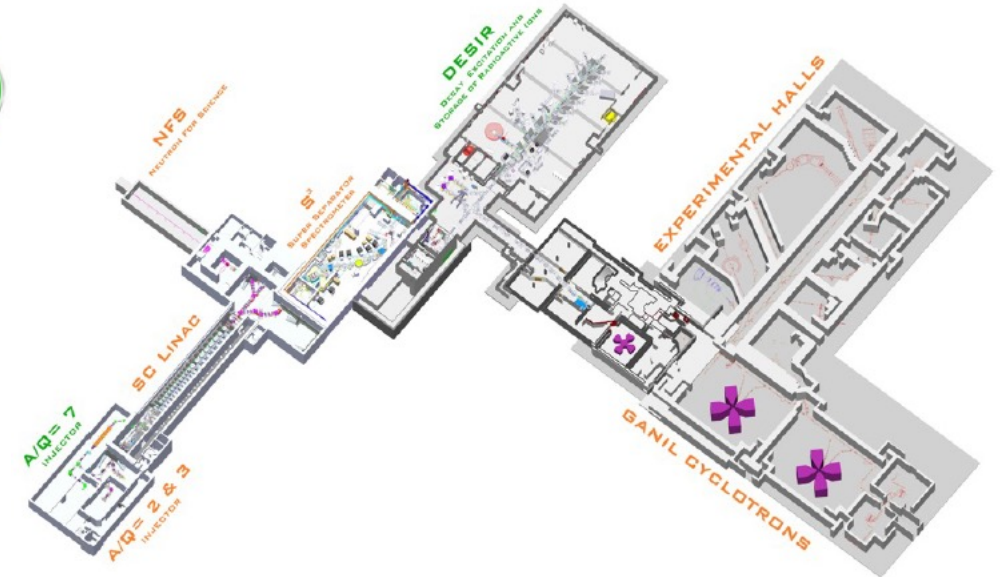 NFS
NEUTRON FOR SCIENCE
S³
SUPER SEPARATOR
SPECTROMETER
DESIR
DECAY, EXCITATION AND
STORAGE OF RADIOACTIVE IONS
EXPERIMENTAL HALLS
SC LINAC
A/Q= 7
INJECTOR
A/Q= 2 & 3
INJECTOR
GANIL CYCLOTRONS